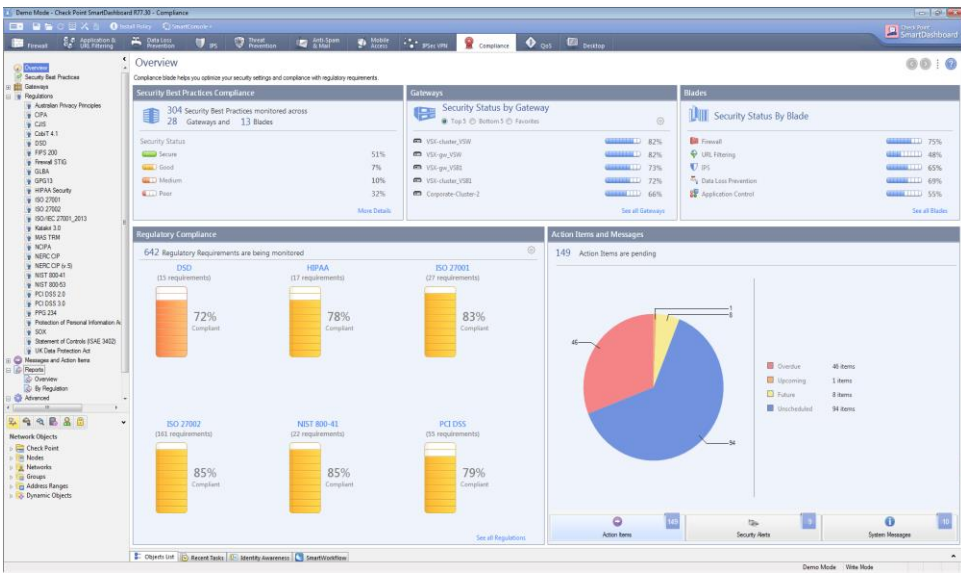 Demo Mode - Check Point SmartDashboard R77.30 - Compliance
Install Policy SmartConsole
Check Point
SmartDashboard
Firewall
Application & URL Filtering
Data Loss Prevention
IPS
Threat Prevention
Anti-Spam & Mail
Mobile Access
IPSec VPN
Compliance
QoS
Desktop
Overview
Security Best Practices
Gateways
Regulations
Australian Privacy Principles
CIPA
CJIS
CobiT 4.1
DSD
FIPS 200
Firewall STIG
GLBA
GPG13
HIPAA Security
ISO 27001
ISO 27002
ISO/IEC 27001_2013
Katakri 3.0
MAS TRM
NCIPA
NERC CIP
NERC CIP (v.5)
NIST 800-41
NIST 800-53
PCI DSS 2.0
PCI DSS 3.0
PPG 234
Protection of Personal Information A
SOX
Statement of Controls (ISAE 3402)
UK Data Protection Act
Messages and Action Items
Reports
Overview
By Regulation
Advanced
Network Objects
Check Point
Nodes
Networks
Groups
Address Ranges
Dynamic Objects
Overview
Compliance blade helps you optimize your security settings and compliance with regulatory requirements.
Security Best Practices Compliance
304 Security Best Practices monitored across
28 Gateways and 13 Blades
Security Status
Secure 51%
Good 7%
Medium 10%
Poor 32%
More Details
Gateways
Security Status by Gateway
Top 5 Bottom 5 Favorites
VSX-cluster_VSW 82%
VSX-gw_VSW 82%
VSX-gw_VSB1 73%
VSX-cluster_VSB1 72%
Corporate-Cluster-2 66%
See all Gateways
Blades
Security Status By Blade
Firewall 75%
URL Filtering 48%
IPS 65%
Data Loss Prevention 69%
Application Control 55%
See all Blades
Regulatory Compliance
642 Regulatory Requirements are being monitored
DSD
(15 requirements)
72%
Compliant
HIPAA
(17 requirements)
78%
Compliant
ISO 27001
(27 requirements)
83%
Compliant
ISO 27002
(161 requirements)
85%
Compliant
NIST 800-41
(22 requirements)
85%
Compliant
PCI DSS
(55 requirements)
79%
Compliant
See all Regulations
Action Items and Messages
149 Action Items are pending
1
8
46
94
Overdue 46 items
Upcoming 1 items
Future 8 items
Unscheduled 94 items
Action Items 149
Security Alerts 9
System Messages 10
Objects List
Recent Tasks
Identity Awareness
SmartWorkflow
Demo Mode Write Mode